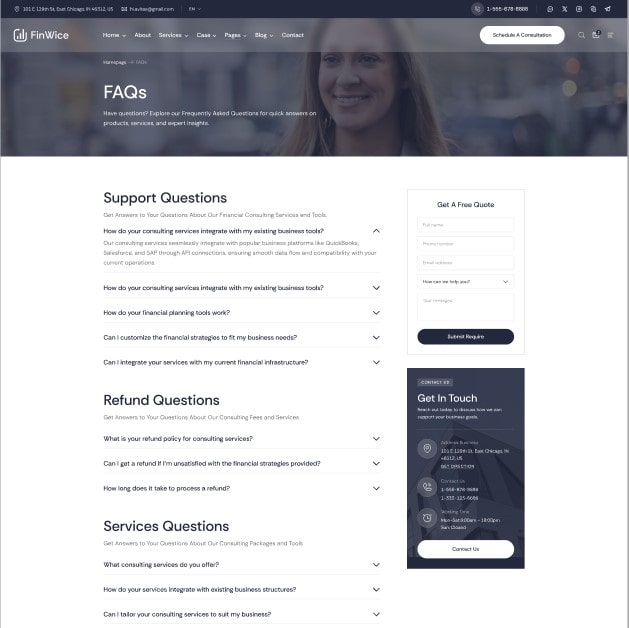 101 E 129th St, East Chicago, IN 46312, US
hi.avitex@gmail.com
EN
1-555-678-8888
FinWice
Home
About
Services
Case
Pages
Blog
Contact
Schedule A Consultation
Homepage
FAQs
FAQs
Have questions? Explore our Frequently Asked Questions for quick answers on
products, services, and expert insights.
Support Questions
Get Answers to Your Questions About Our Financial Consulting Services and Tools.
How do your consulting services integrate with my existing business tools?
Our consulting services seamlessly integrate with popular business platforms like QuickBooks,
Salesforce, and SAP through API connections, ensuring smooth data flow and compatibility with your
current operations.
How do your consulting services integrate with my existing business tools?
How do your financial planning tools work?
Can I customize the financial strategies to fit my business needs?
Can I integrate your services with my current financial infrastructure?
Refund Questions
Get Answers to Your Questions About Our Consulting Fees and Services
What is your refund policy for consulting services?
Can I get a refund if I'm unsatisfied with the financial strategies provided?
How long does it take to process a refund?
Services Questions
Get Answers to Your Questions About Our Consulting Packages and Tools
What consulting services do you offer?
How do your services integrate with existing business structures?
Can I tailor your consulting services to suit my business?
Get A Free Quote
Full name
Phone number
Email address
How can we help you?
Your message
Submit Require
CONTACT US
Get In Touch
Reach out today to discuss how we can
support your business goals.
Address Business
101 E 129th St, East Chicago, IN
46312, US
GET DIRECTION
Contact Us
Working Time
Mon-Sat: 8:00am - 18:00pm
Sun: Closed
Contact Us